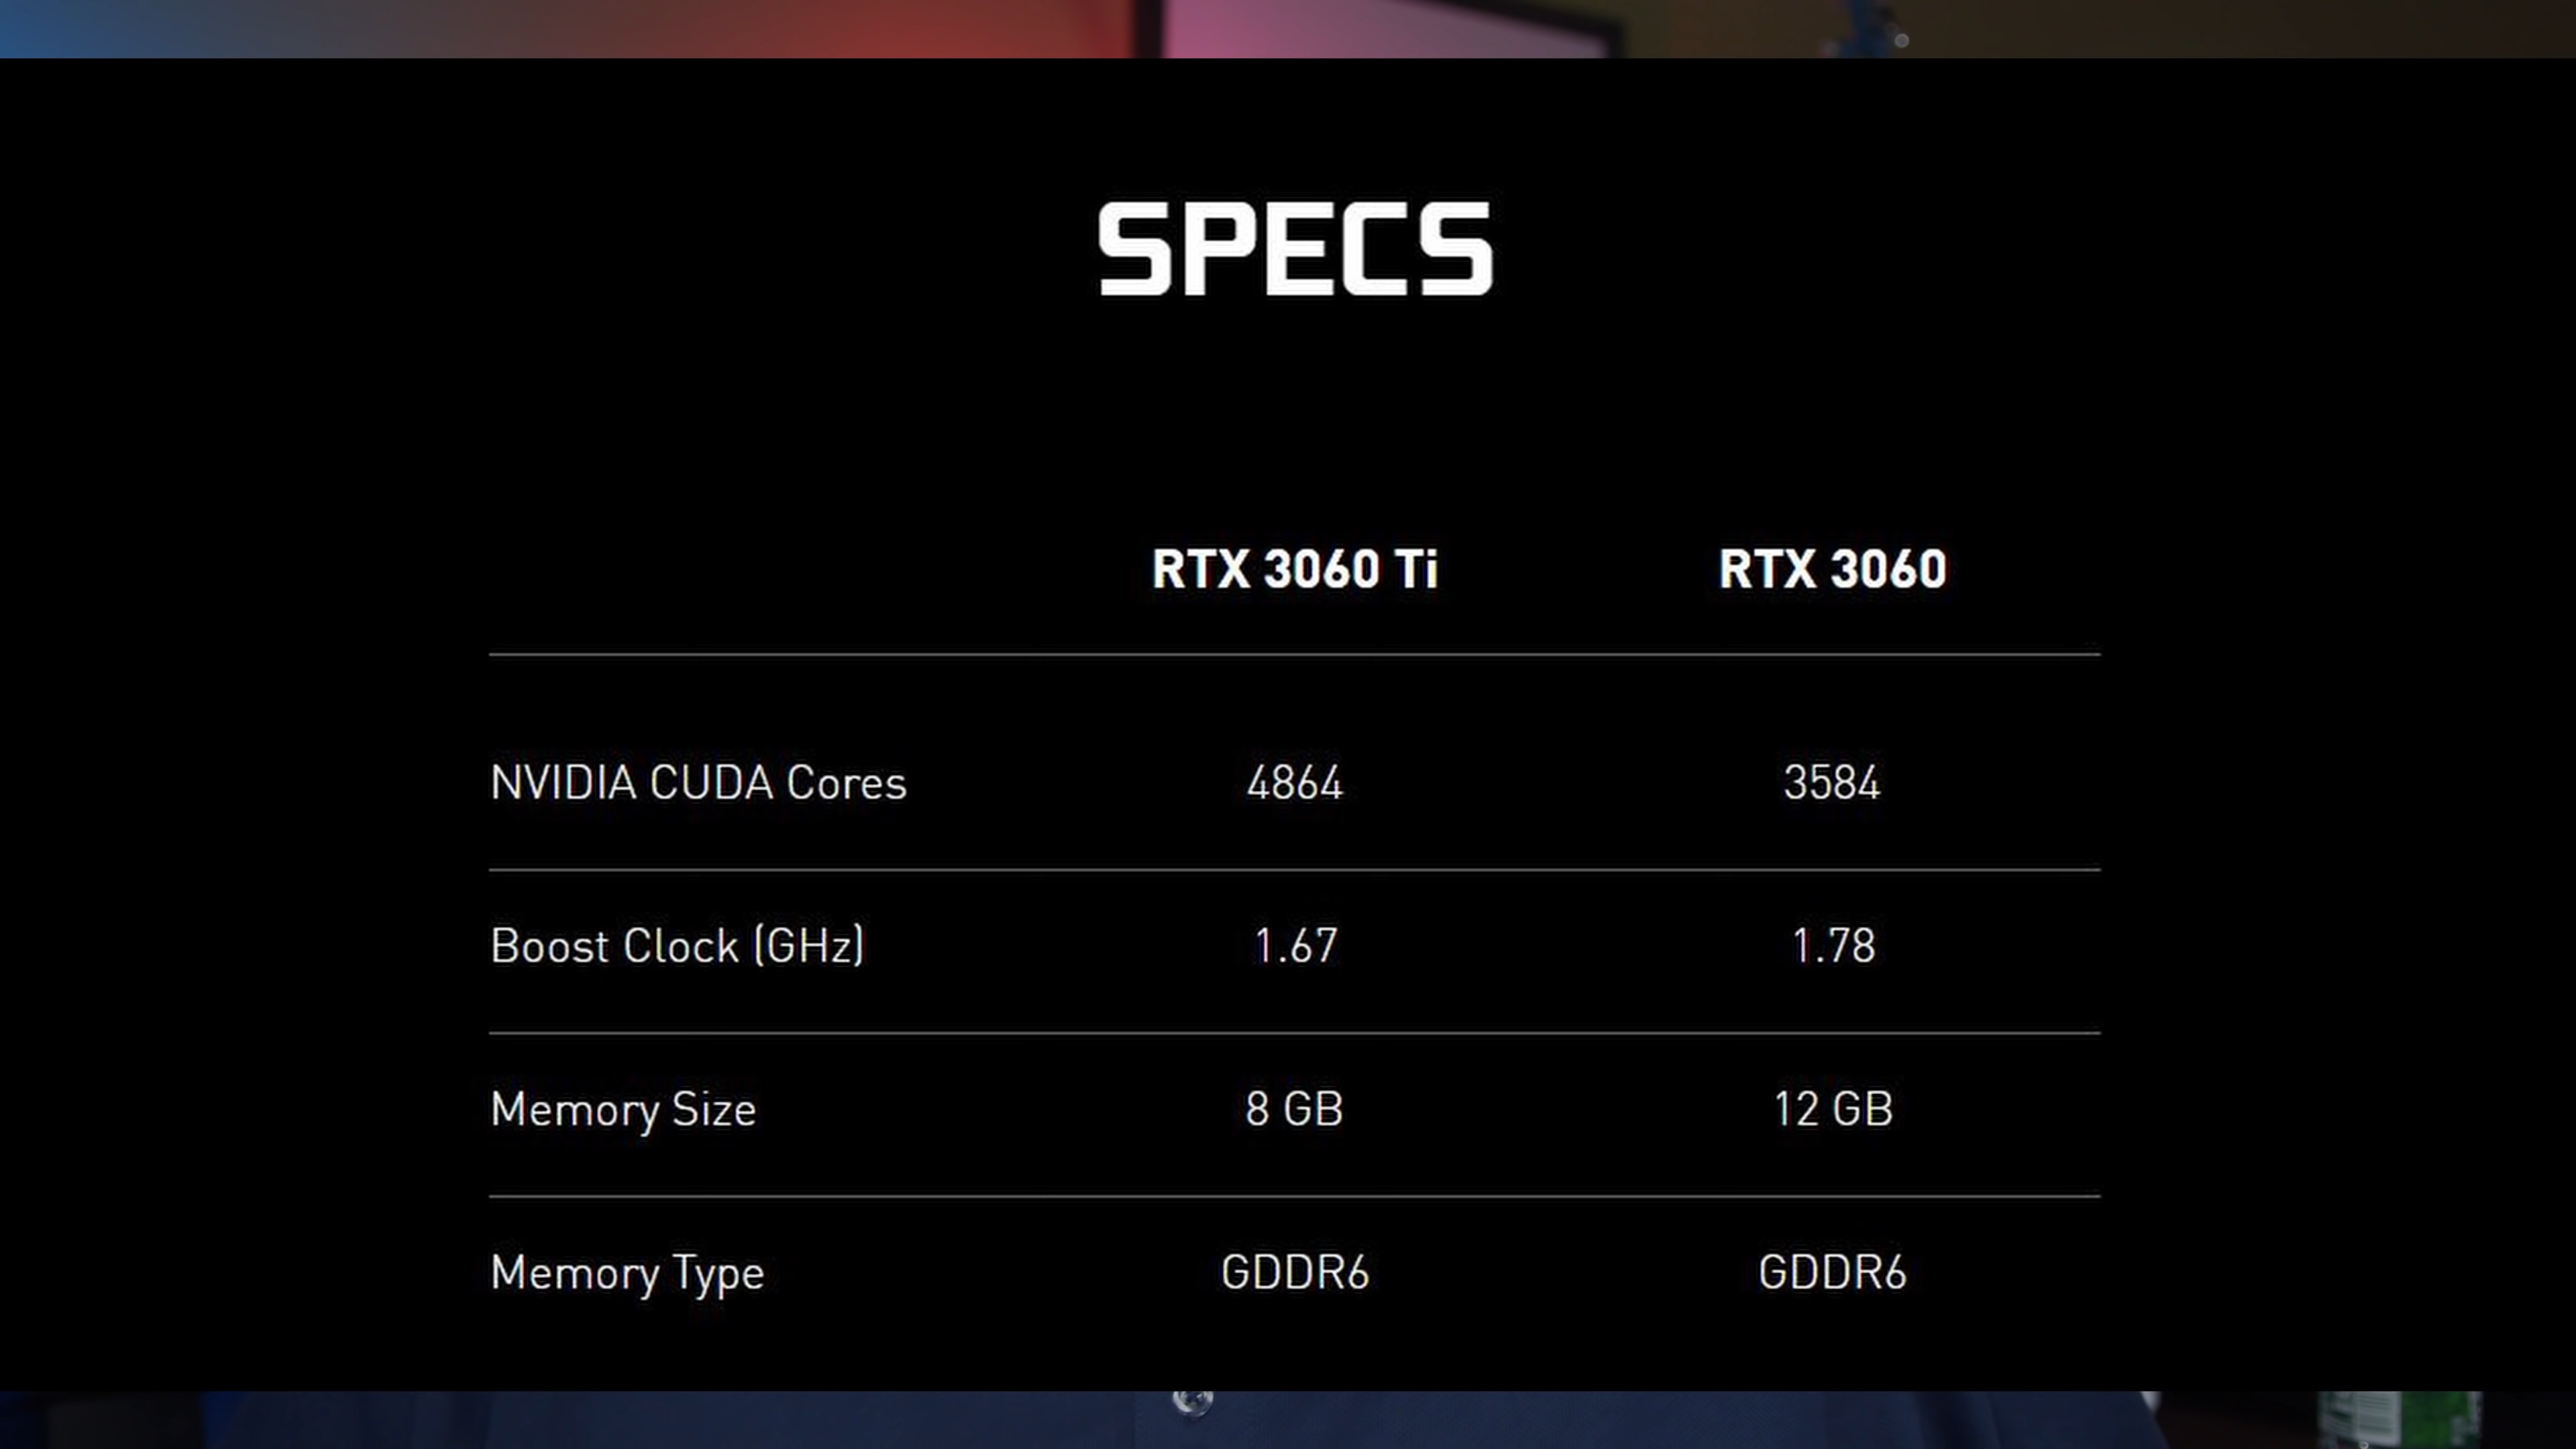 SPECS
RTX 3060 Ti RTX 3060
NVIDIA CUDA Cores 4864 3584
Boost Clock (GHz) 1.67 1.78
Memory Size 8 GB 12 GB
Memory Type GDDR6 GDDR6